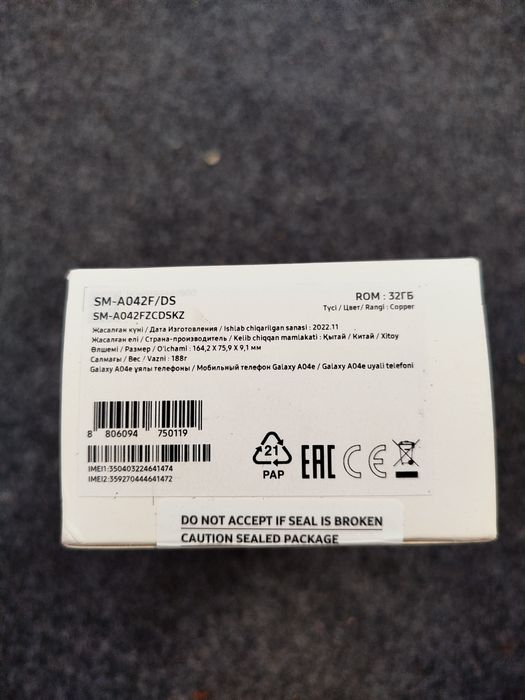 SM-A042F/DS
ROM : 32ГБ
SM-A042FZCDSKZ
Түсі / Цвет/ Rangi : Copper
Жасалған күні / Дата Изготовления / Ishlab chiqarilgan sanasi : 2022.11
Жасалған елі / Страна-производитель / Kelib chiqqan mamlakati : Қытай / Китай / Xitoy
Өлшемі / Размер / O'lchami : 164,2 X 75,9 X 9,1 мм
Салмағы / Вес / Vazni : 188г
Galaxy A04e ұялы телефоны / Мобильный телефон Galaxy A04e / Galaxy A04e uyali telefoni
8 806094 750119
IMEI1:350403224641474
IMEI2:359270444641472
21
PAP
EAC
CE
DO NOT ACCEPT IF SEAL IS BROKEN
CAUTION SEALED PACKAGE